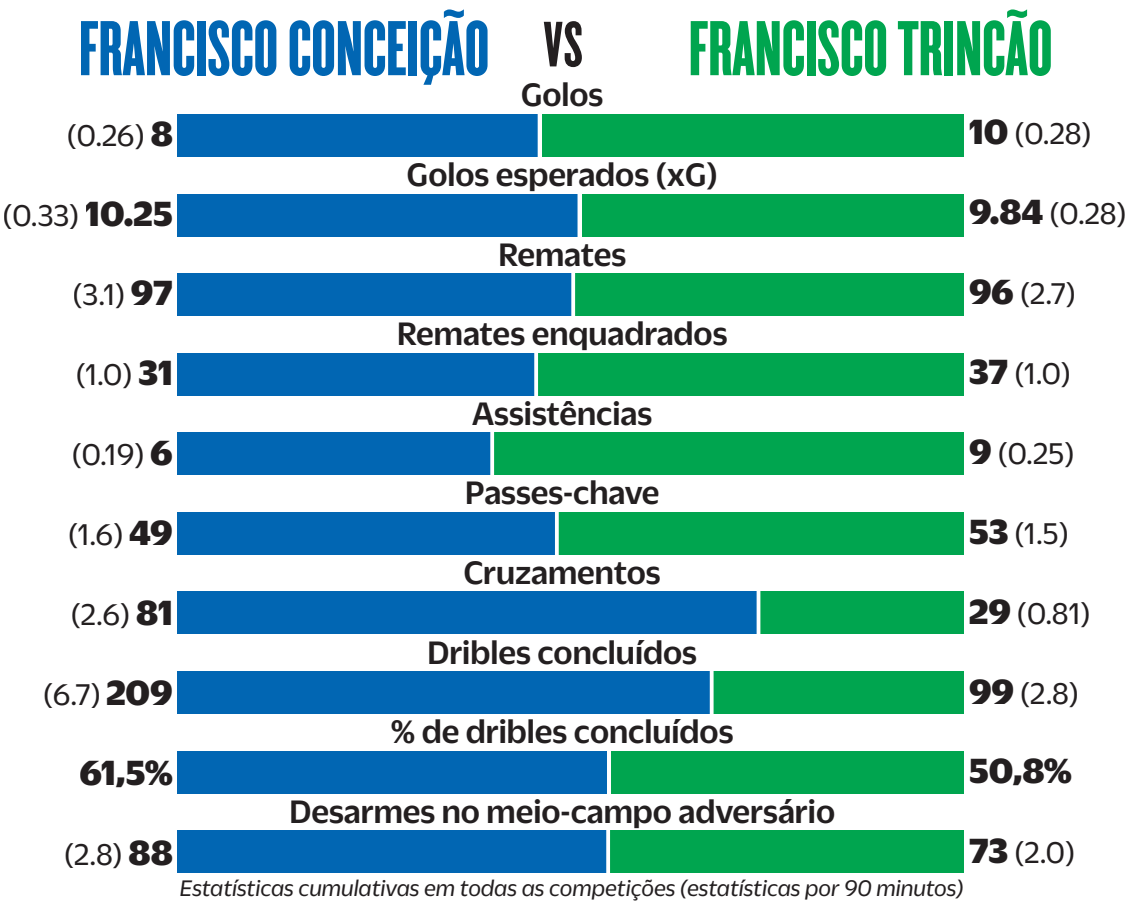 FRANCISCO CONCEIÇÃO VS FRANCISCO TRINCÃO
Golos
(0.26) 8 10 (0.28)
Golos esperados (xG)
(0.33) 10.25 9.84 (0.28)
Remates
(3.1) 97 96 (2.7)
Remates enquadrados
(1.0) 31 37 (1.0)
Assistências
(0.19) 6 9 (0.25)
Passes-chave
(1.6) 49 53 (1.5)
Cruzamentos
(2.6) 81 29 (0.81)
Dribles concluídos
(6.7) 209 99 (2.8)
% de dribles concluídos
61,5% 50,8%
Desarmes no meio-campo adversário
(2.8) 88 73 (2.0)
Estatísticas cumulativas em todas as competições (estatísticas por 90 minutos)